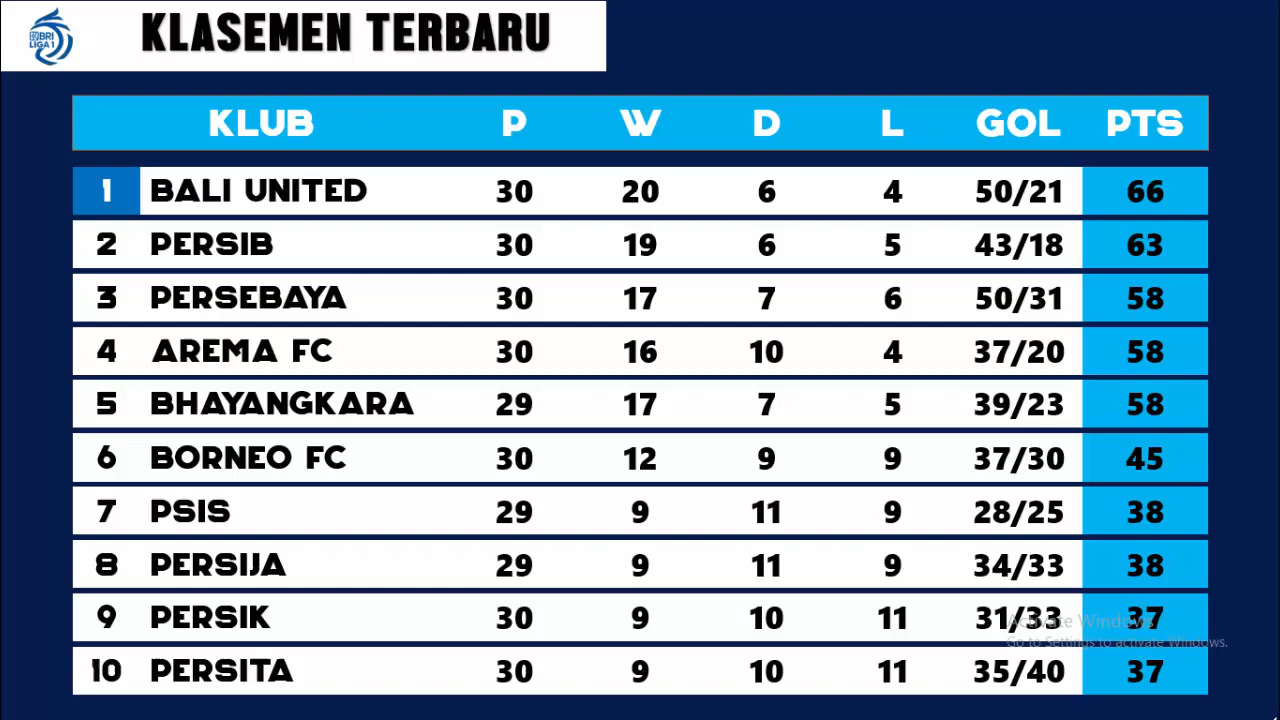 BRI
LIGA 1
KLASEMEN TERBARU
KLUB P W D L GOL PTS
1 BALI UNITED 30 20 6 4 50/21 66
2 PERSIB 30 19 6 5 43/18 63
3 PERSEBAYA 30 17 7 6 50/31 58
4 AREMA FC 30 16 10 4 37/20 58
5 BHAYANGKARA 29 17 7 5 39/23 58
6 BORNEO FC 30 12 9 9 37/30 45
7 PSIS 29 9 11 9 28/25 38
8 PERSIJA 29 9 11 9 34/33 38
9 PERSIK 30 9 10 11 31/33 37
Activate Windows
Go to Settings to activate Windows.
10 PERSITA 30 9 10 11 35/40 37